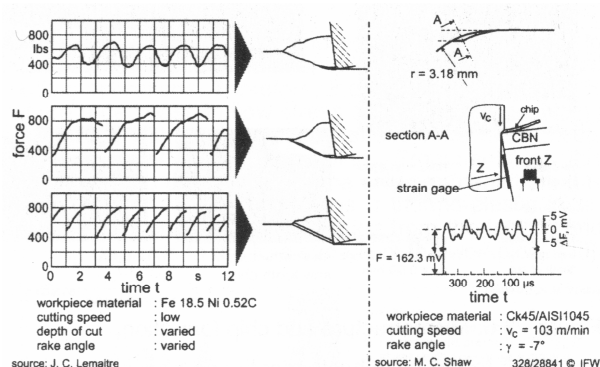 800
lbs
400
0
800
400
0
800
400
0
force F
0 2 4 6 8 s 12
time t
workpiece material : Fe 18.5 Ni 0.52C
cutting speed : low
depth of cut : varied
rake angle : varied
source: J. C. Lemaitre
A
A
r = 3.18 mm
section A-A
vC
chip
CBN
Z
front Z
strain gage
5 mV
0
5
ΔFz
F = 162.3 mV
300 200 100 µs
time t
workpiece material : Ck45/AISI1045
cutting speed : vC = 103 m/min
rake angle : γ = -7°
source: M. C. Shaw
328/28841 © IFW